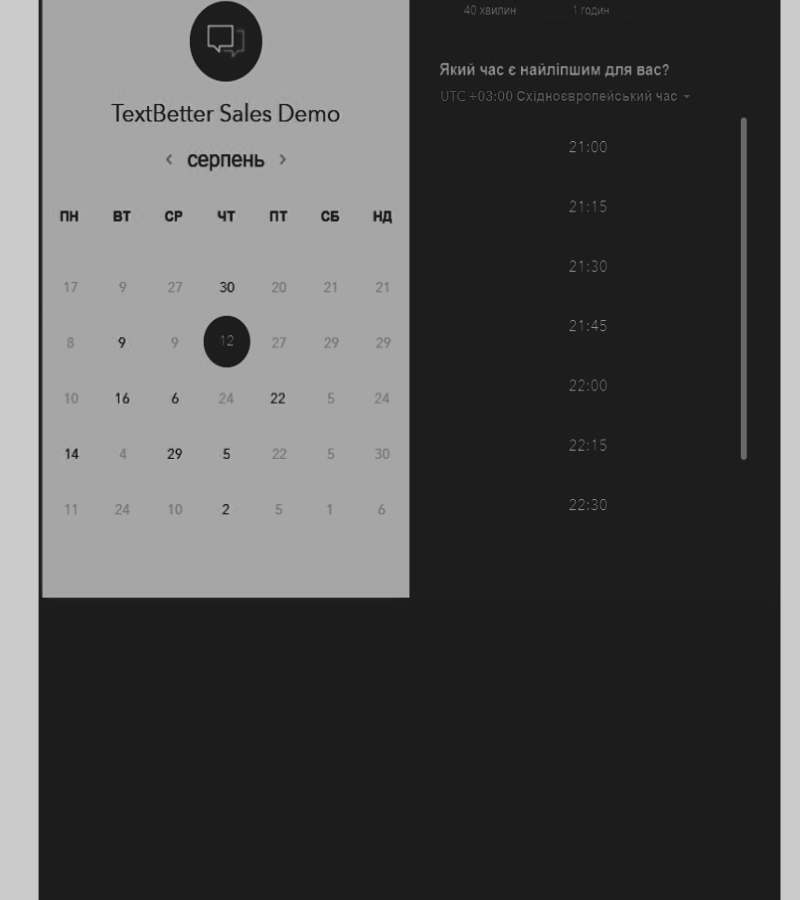 TextBetter Sales Demo
‹ серпень ›
ПН ВТ СР ЧТ ПТ СБ НД
17 9 27 30 20 21 21
8 9 9 12 27 29 29
10 16 6 24 22 5 24
14 4 29 5 22 5 30
11 24 10 2 5 1 6
40 хвилин 1 годин
Який час є найліпшим для вас?
UTC +03:00 Східноєвропейський час
21:00
21:15
21:30
21:45
22:00
22:15
22:30